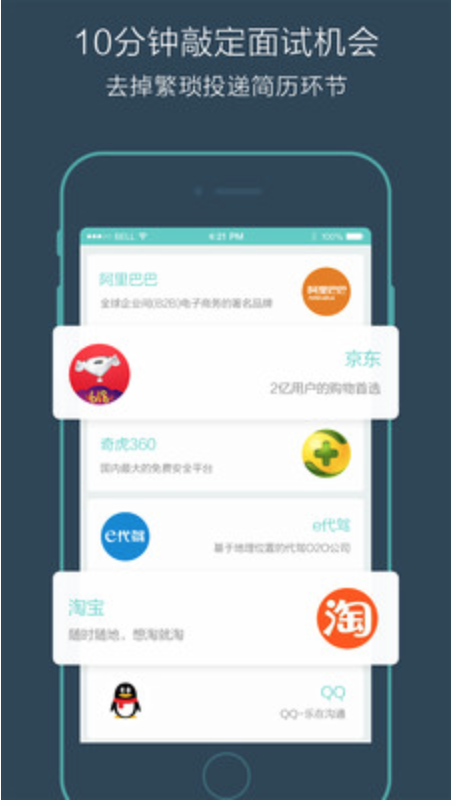 10分钟敲定面试机会
去掉繁琐投递简历环节
BELL 4:21 PM 100%
阿里巴巴
全球企业间(B2B)电子商务的著名品牌
阿里巴巴
京东
2亿用户的购物首选
618
奇虎360
国内最大的免费安全平台
e代驾
e代驾
基于地理位置的代驾O2O公司
淘宝
随时随地，想淘就淘
淘
QQ
QQ-乐在沟通